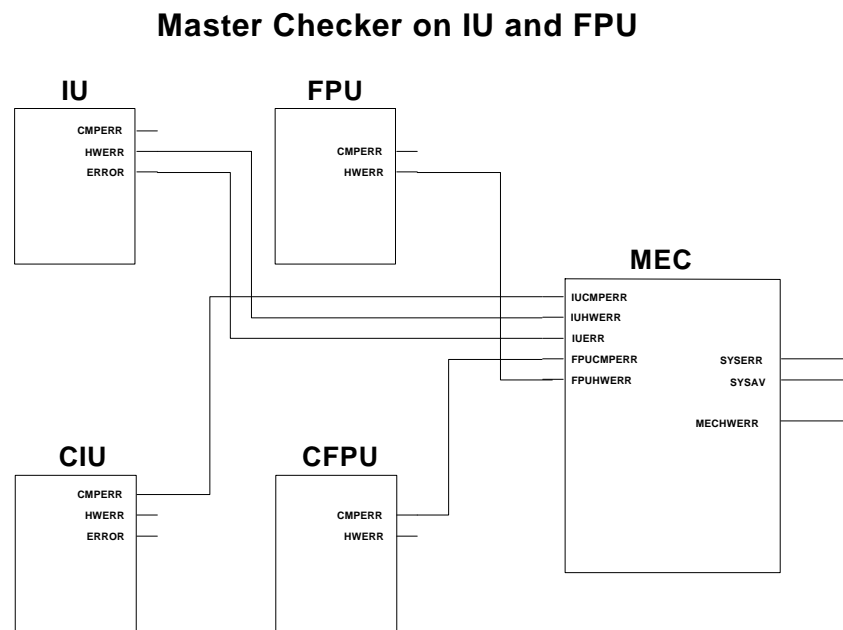 Master Checker on IU and FPU
IU
CMPERR
HWERR
ERROR
FPU
CMPERR
HWERR
MEC
IUCMPERR
IUHWERR
IUERR
FPUCMPERR
FPUHWERR
SYSERR
SYSAV
MECHWERR
CIU
CMPERR
HWERR
ERROR
CFPU
CMPERR
HWERR